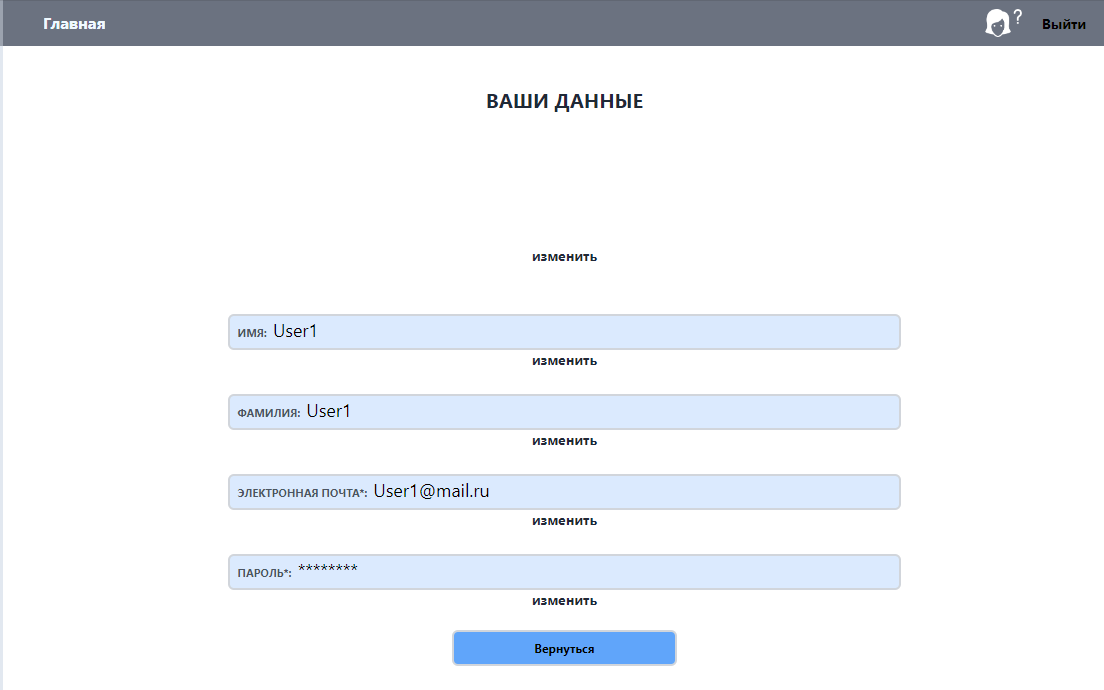 Главная ? Выйти
ВАШИ ДАННЫЕ
изменить
ИМЯ: User1
изменить
ФАМИЛИЯ: User1
изменить
ЭЛЕКТРОННАЯ ПОЧТА*: User1@mail.ru
изменить
ПАРОЛЬ*: ********
изменить
Вернуться